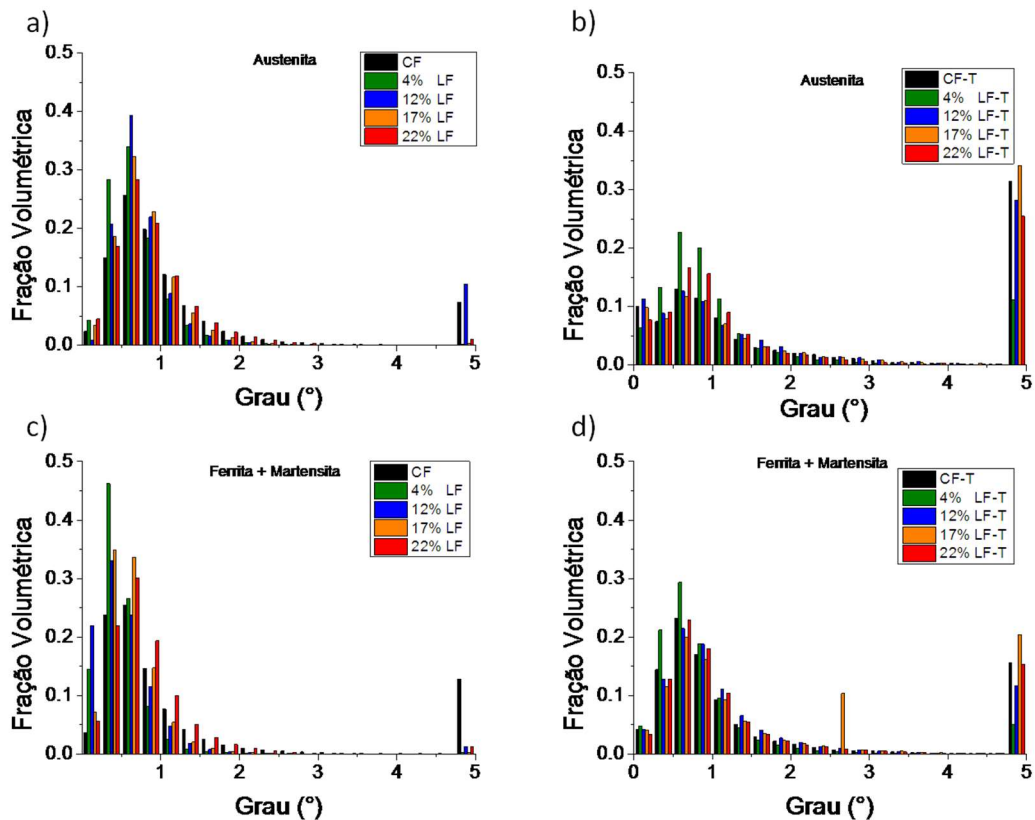 a)
Austenita
CF
4% LF
12% LF
17% LF
22% LF
Fração Volumétrica
0.5
0.4
0.3
0.2
0.1
0.0
1
2
3
4
5
Grau (°)
b)
Austenita
CF-T
4% LF-T
12% LF-T
17% LF-T
22% LF-T
Fração Volumétrica
0.5
0.4
0.3
0.2
0.1
0.0
0
1
2
3
4
5
Grau (°)
c)
Ferrita + Martensita
CF
4% LF
12% LF
17% LF
22% LF
Fração Volumétrica
0.5
0.4
0.3
0.2
0.1
0.0
1
2
3
4
5
Grau (°)
d)
Ferrita + Martensita
CF-T
4% LF-T
12% LF-T
17% LF-T
22% LF-T
Fração Volumétrica
0.5
0.4
0.3
0.2
0.1
0.0
0
1
2
3
4
5
Grau (°)